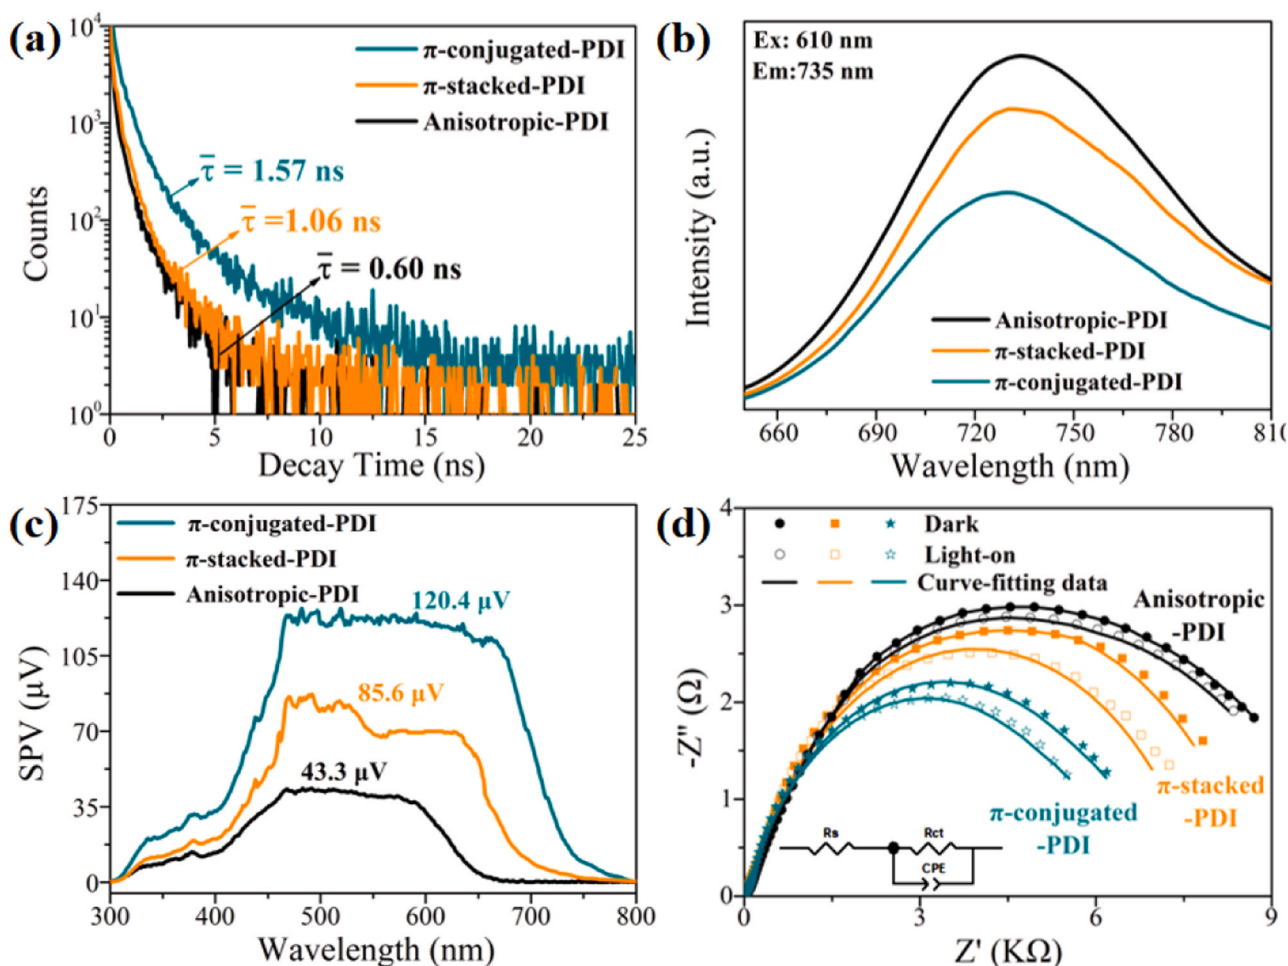 (a)
10⁴
10³
10²
10¹
10⁰
Counts
π-conjugated-PDI
π-stacked-PDI
Anisotropic-PDI
τ̅ = 1.57 ns
τ̅ =1.06 ns
τ̅ = 0.60 ns
0 5 10 15 20 25
Decay Time (ns)
(b)
Ex: 610 nm
Em:735 nm
Intensity (a.u.)
Anisotropic-PDI
π-stacked-PDI
π-conjugated-PDI
660 690 720 750 780 810
Wavelength (nm)
(c)
175
140
105
70
35
0
SPV (µV)
π-conjugated-PDI
π-stacked-PDI
Anisotropic-PDI
120.4 µV
85.6 µV
43.3 µV
300 400 500 600 700 800
Wavelength (nm)
(d)
4
3
2
1
0
-Z'' (Ω)
Dark
Light-on
Curve-fitting data
Anisotropic
-PDI
π-stacked
-PDI
π-conjugated
-PDI
Rs
Rct
CPE
0 3 6 9
Z' (KΩ)